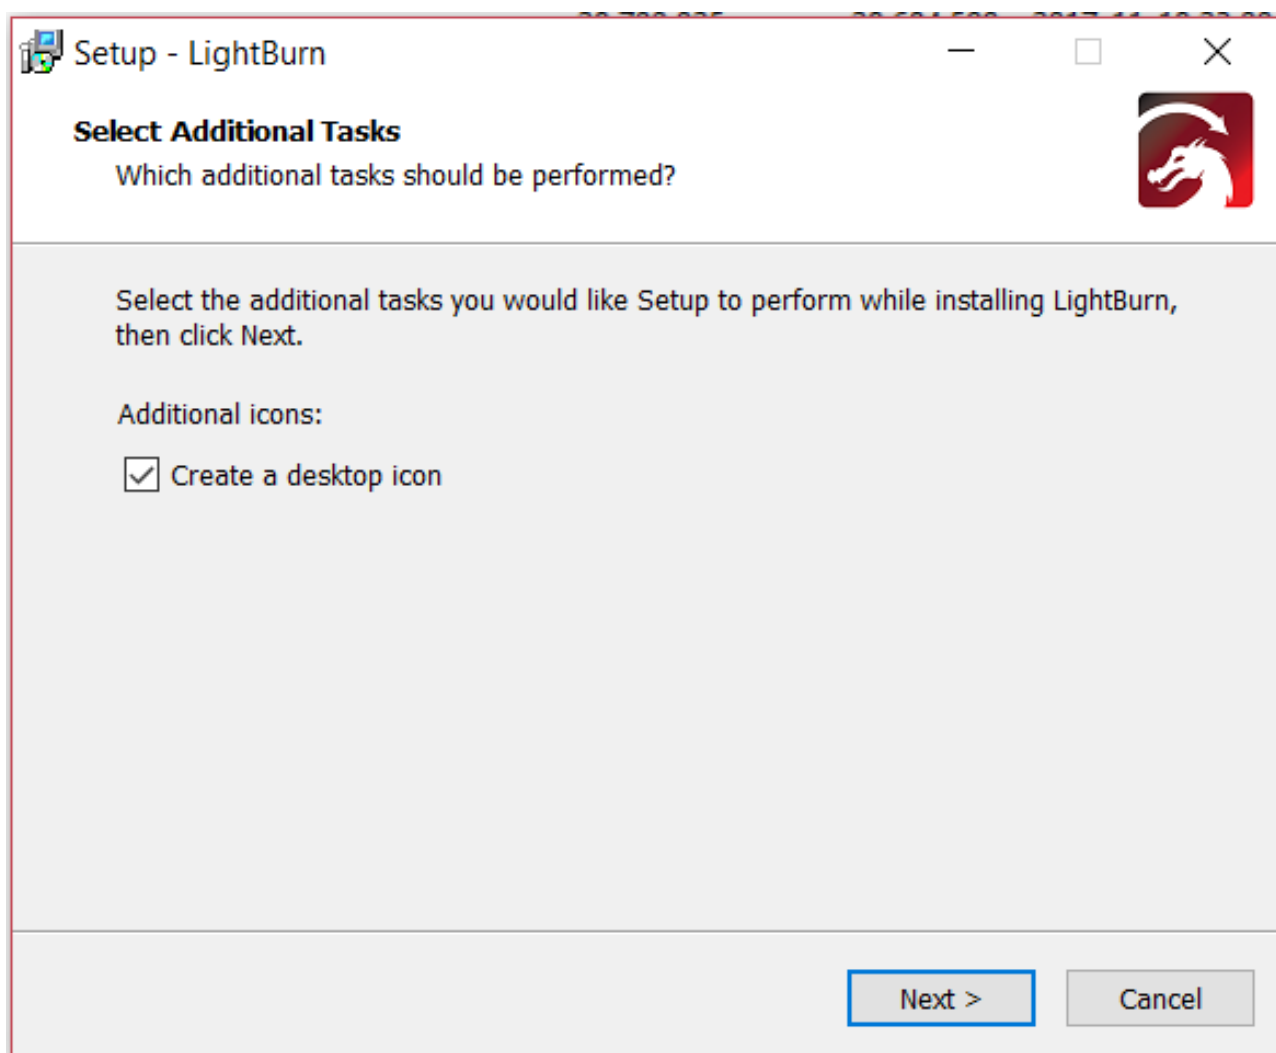 Setup - LightBurn
Select Additional Tasks
Which additional tasks should be performed?
Select the additional tasks you would like Setup to perform while installing LightBurn,
then click Next.
Additional icons:
Create a desktop icon
Next >
Cancel